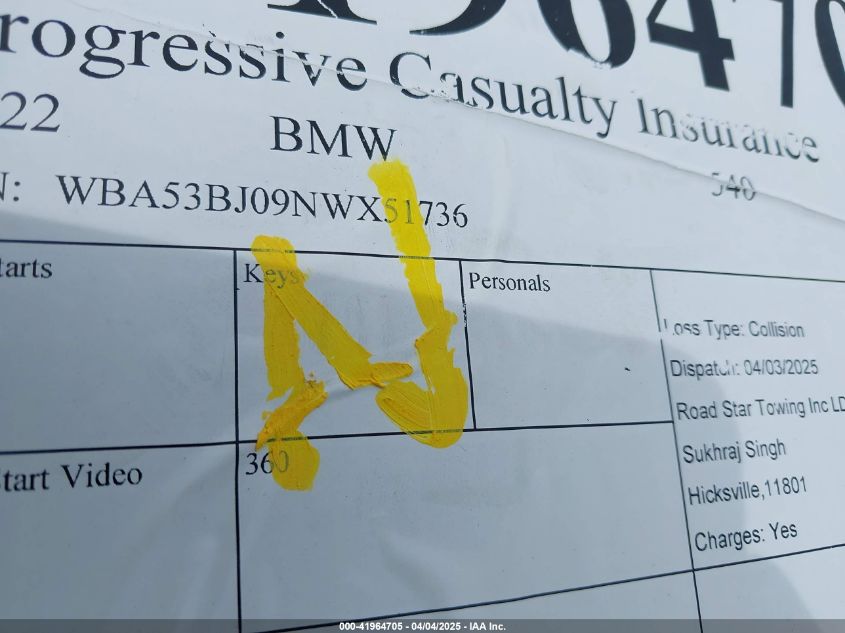 rogressive Casualty Insurance
22 BMW 540
N: WBA53BJ09NWX51736
tarts Keys Personals
N
Loss Type: Collision
Dispatch: 04/03/2025
Road Star Towing Inc LD
Sukhraj Singh
Hicksville,11801
Charges: Yes
tart Video 360
000-41964705 - 04/04/2025 - IAA Inc.